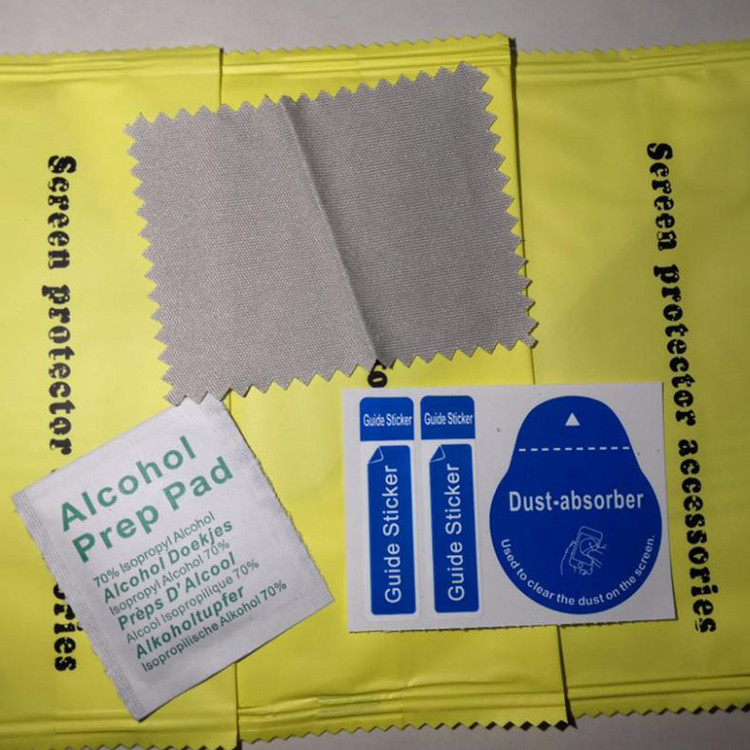 Screen protector
ories
Screen protector accessories
Alcohol
Prep Pad
70% Isopropyl Alcohol
Alcohol Doekjes
Isopropyl Alcohol 70%
Prèps D'Alcool
Alcool Isopropilique 70%
Alkoholtupfer
Isopropilische Alkohol 70%
Guide Sticker
Guide Sticker
Guide Sticker
Guide Sticker
Dust-absorber
Used to clear the dust on the screen.